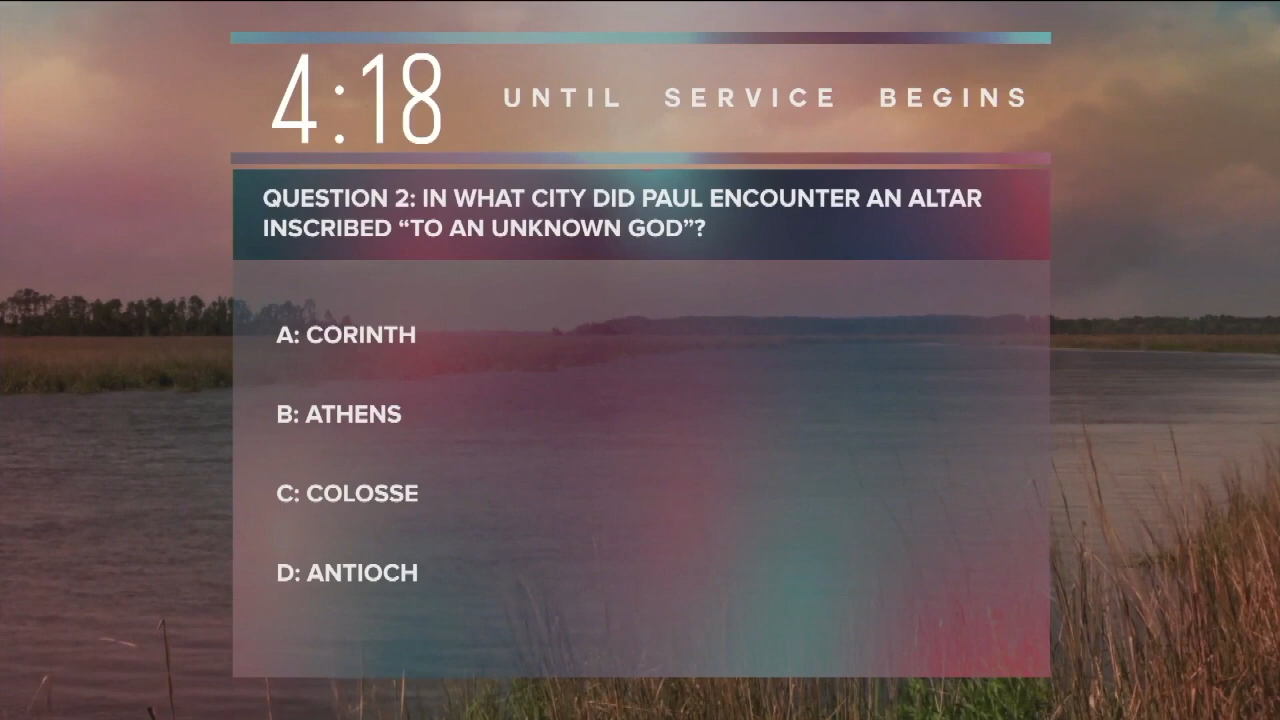 4:18 UNTIL SERVICE BEGINS
QUESTION 2: IN WHAT CITY DID PAUL ENCOUNTER AN ALTAR
INSCRIBED “TO AN UNKNOWN GOD”?
A: CORINTH
B: ATHENS
C: COLOSSE
D: ANTIOCH